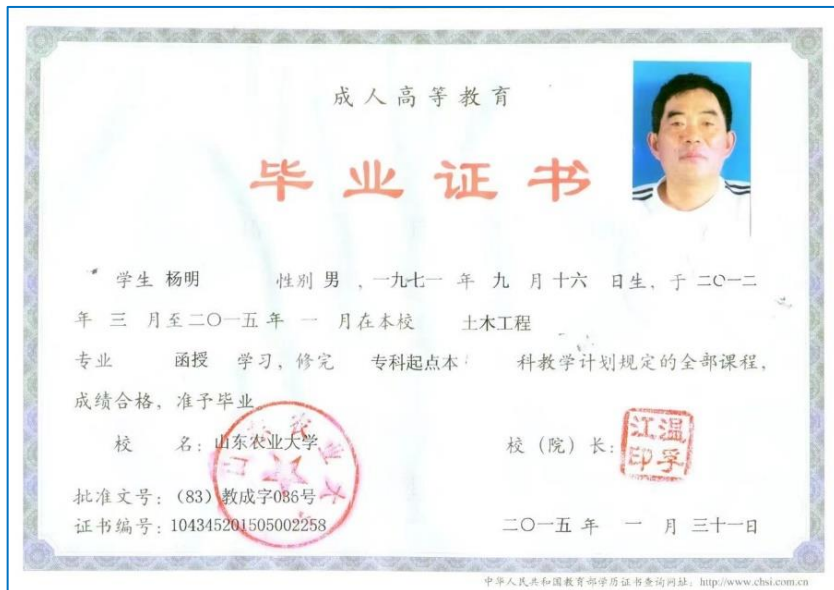 成人高等教育
毕业证书
学生 杨明 性别 男 ,一九七一 年 九 月 十六 日生, 于 二〇一二
年 三 月至 二〇一五 年 一 月在本校 土木工程
专业 函授 学习, 修完 专科起点本 科教学计划规定的全部课程,
成绩合格, 准予毕业
校 名: 山东农业大学
校（院）长:
江温
印孚
批准文号:（83）教成字036号
证书编号: 104345201505002258
二〇一五 年 一 月 三十一日
中华人民共和国教育部学历证书查询网址: http://www.chsi.com.cn